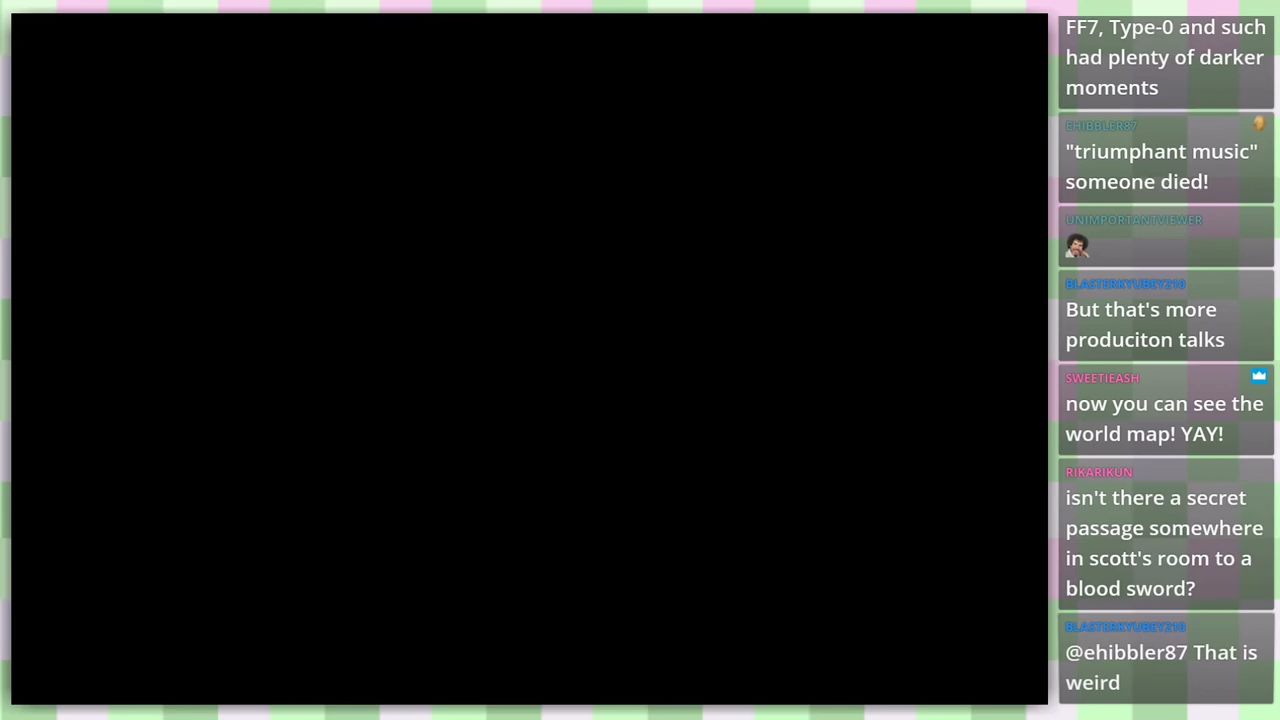 FF7, Type-0 and such
had plenty of darker
moments
EHIBBLER87
"triumphant music"
someone died!
UNIMPORTANTVIEWER
BLASTERKYUBEY210
But that's more
produciton talks
SWEETIEASH
now you can see the
world map! YAY!
RIKARIKUN
isn't there a secret
passage somewhere
in scott's room to a
blood sword?
BLASTERKYUBEY210
@ehibbler87 That is
weird